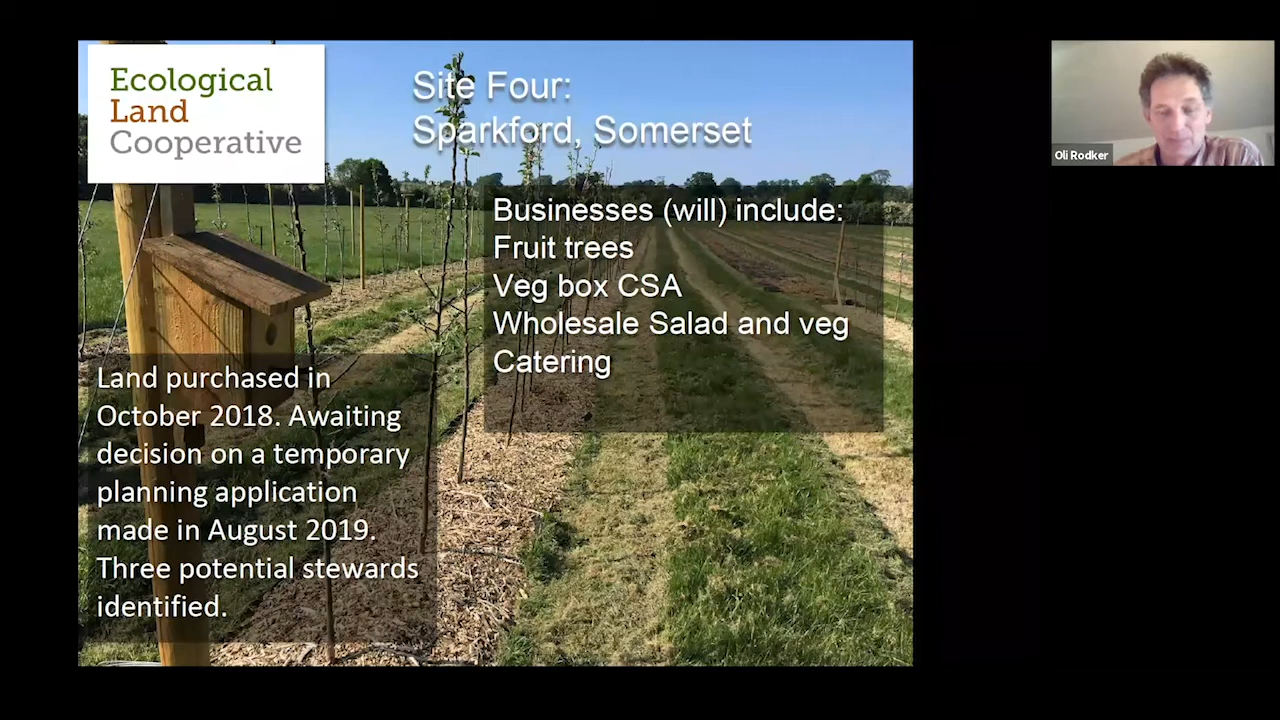 Ecological
Land
Cooperative
Site Four:
Sparkford, Somerset
Businesses (will) include:
Fruit trees
Veg box CSA
Wholesale Salad and veg
Catering
Land purchased in
October 2018. Awaiting
decision on a temporary
planning application
made in August 2019.
Three potential stewards
identified.
Oli Rodker